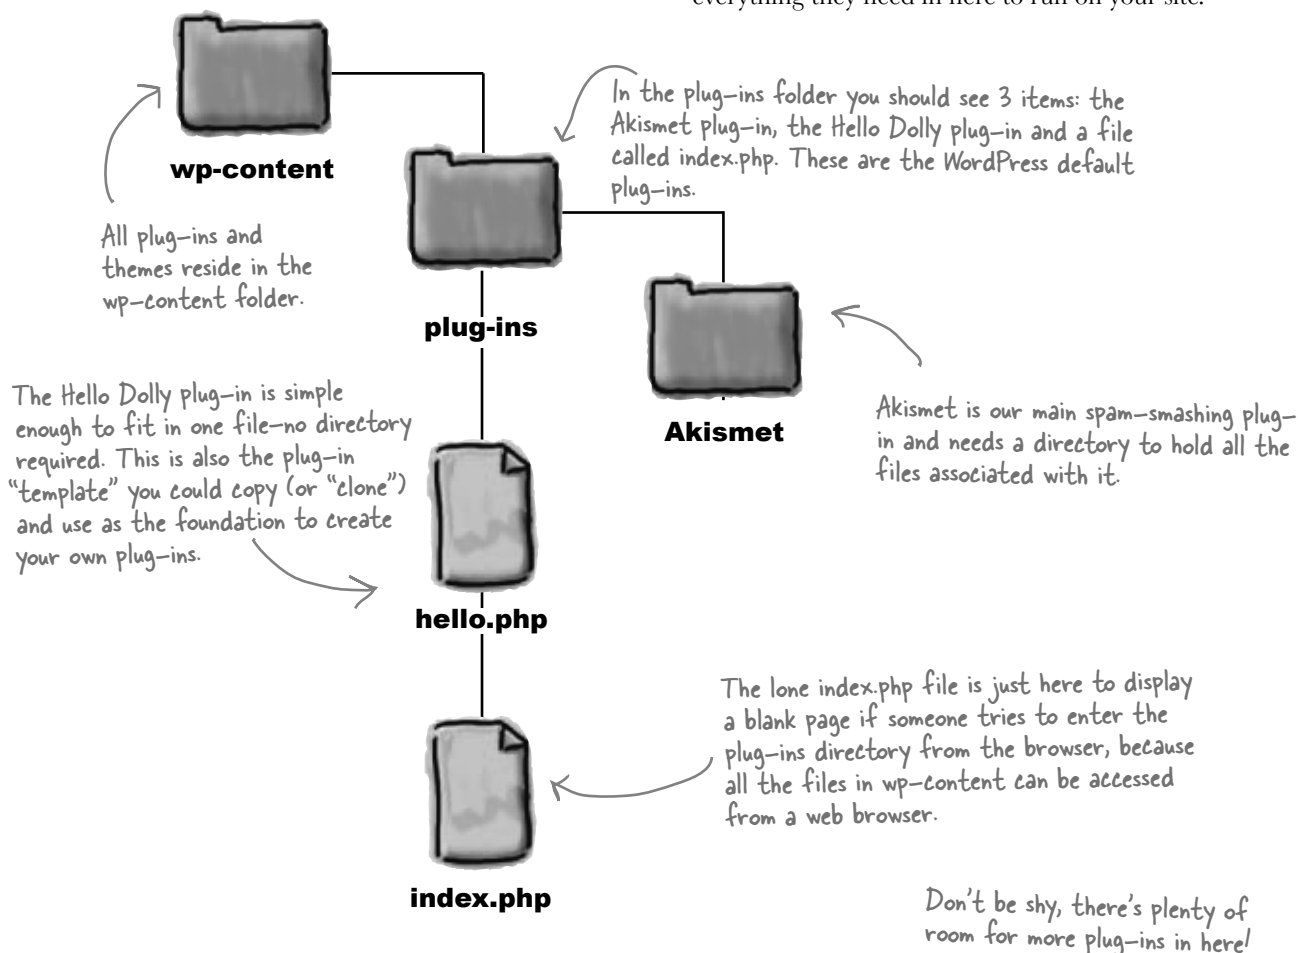 everything they need in here to run on your site.
wp-content
In the plug-ins folder you should see 3 items: the
Akismet plug-in, the Hello Dolly plug-in and a file
called index.php. These are the WordPress default
plug-ins.
All plug-ins and
themes reside in the
wp-content folder.
plug-ins
Akismet
Akismet is our main spam-smashing plug-
in and needs a directory to hold all the
files associated with it.
The Hello Dolly plug-in is simple
enough to fit in one file—no directory
required. This is also the plug-in
“template” you could copy (or “clone”)
and use as the foundation to create
your own plug-ins.
hello.php
The lone index.php file is just here to display
a blank page if someone tries to enter the
plug-ins directory from the browser, because
all the files in wp-content can be accessed
from a web browser.
index.php
Don't be shy, there's plenty of
room for more plug-ins in here!